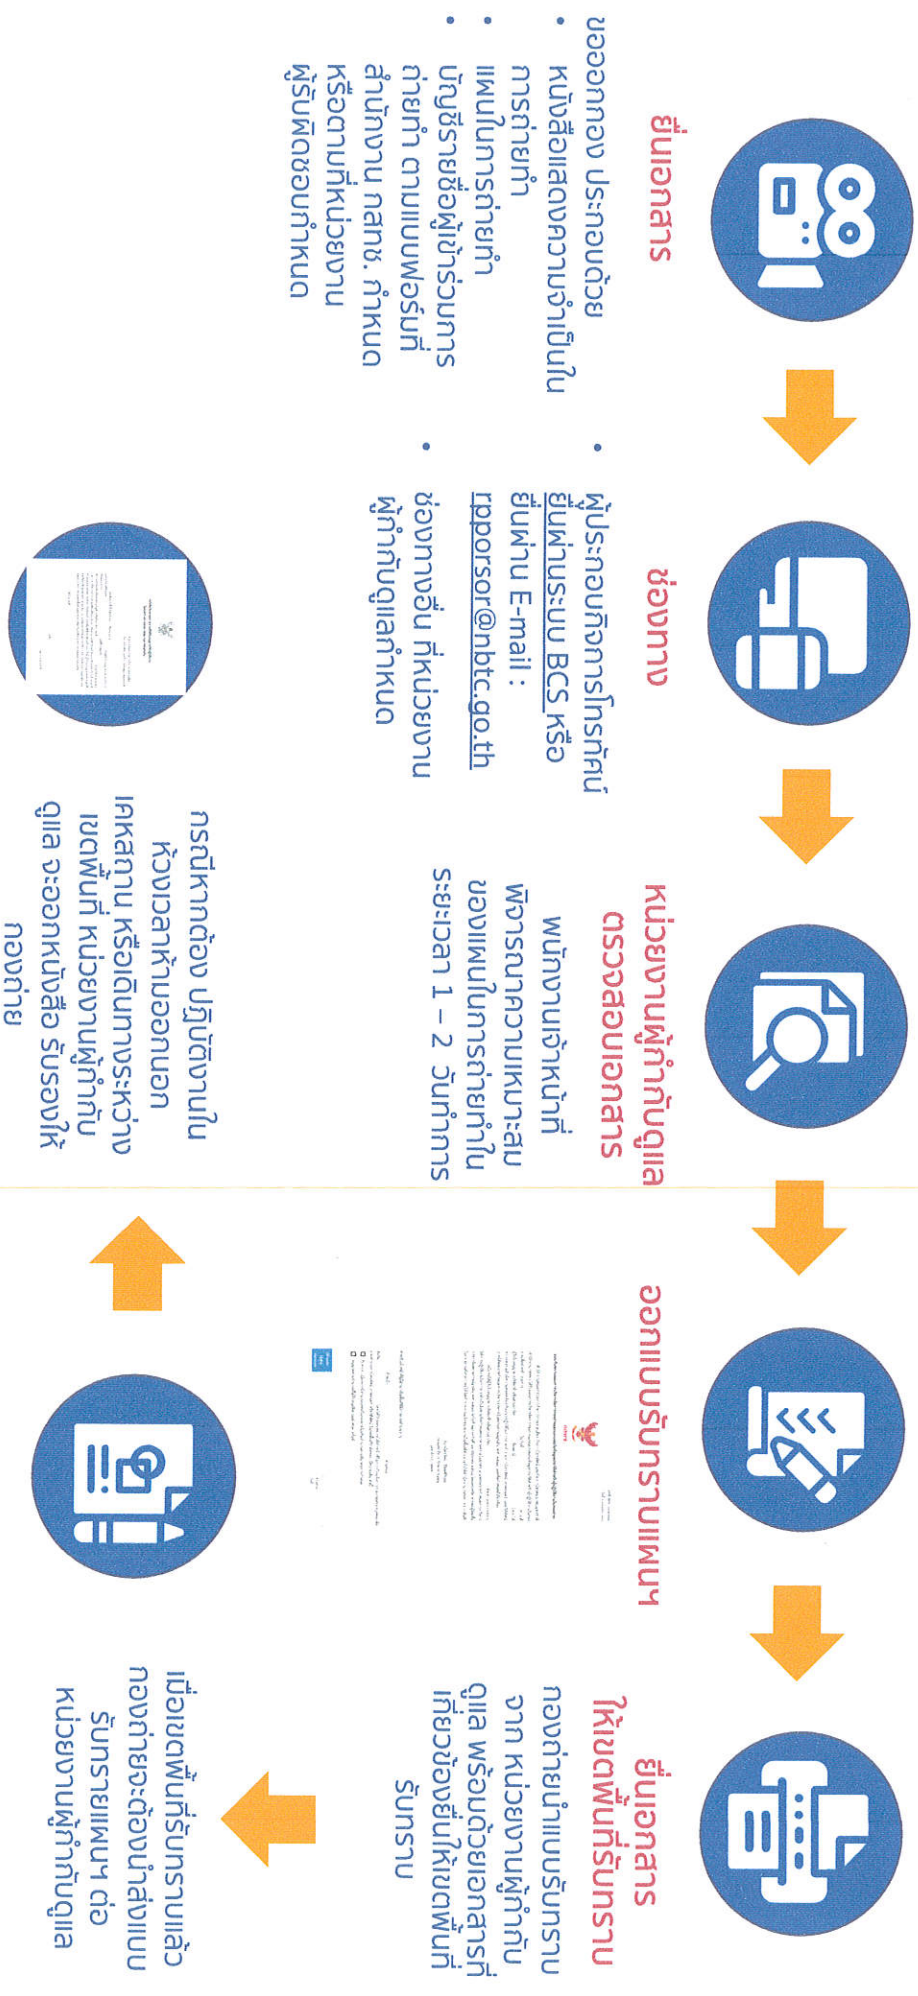 ยื่นเอกสาร
ขอออกกอง ประกอบด้วย
• หนังสือแสดงความจำเป็นใน
การถ่ายทำ
• แผนในการถ่ายทำ
• บัญชีรายชื่อผู้เข้าร่วมการ
ถ่ายทำ ตามแบบฟอร์มที่
สำนักงาน กสทช. กำหนด
หรือตามที่หน่วยงาน
ผู้รับผิดชอบกำหนด
ช่องทาง
• ผู้ประกอบกิจการโทรทัศน์
ยื่นผ่านระบบ BCS หรือ
ยื่นผ่าน E-mail :
rpporsor@nbtc.go.th
• ช่องทางอื่น ที่หน่วยงาน
ผู้กำกับดูแลกำหนด
หน่วยงานผู้กำกับดูแล
ตรวจสอบเอกสาร
พนักงานเจ้าหน้าที่
พิจารณาความเหมาะสม
ของแผนในการถ่ายทำใน
ระยะเวลา 1 – 2 วันทำการ
ออกแบบรับทราบแผนฯ
ยื่นเอกสาร
ให้เขตพื้นที่รับทราบ
กองถ่ายนำแบบรับทราบ
จาก หน่วยงานผู้กำกับ
ดูแล พร้อมด้วยเอกสารที่
เกี่ยวข้องยื่นให้เขตพื้นที่
รับทราบ
เมื่อเขตพื้นที่รับทราบแล้ว
กองถ่ายจะต้องนำส่งแบบ
รับทรายแผนฯ ต่อ
หน่วยงานผู้กำกับดูแล
กรณีหากต้อง ปฏิบัติงานใน
ห้วงเวลาห้ามออกนอก
เคหสถาน หรือเดินทางระหว่าง
เขตพื้นที่ หน่วยงานผู้กำกับ
ดูแล จะออกหนังสือ รับรองให้
กองถ่าย